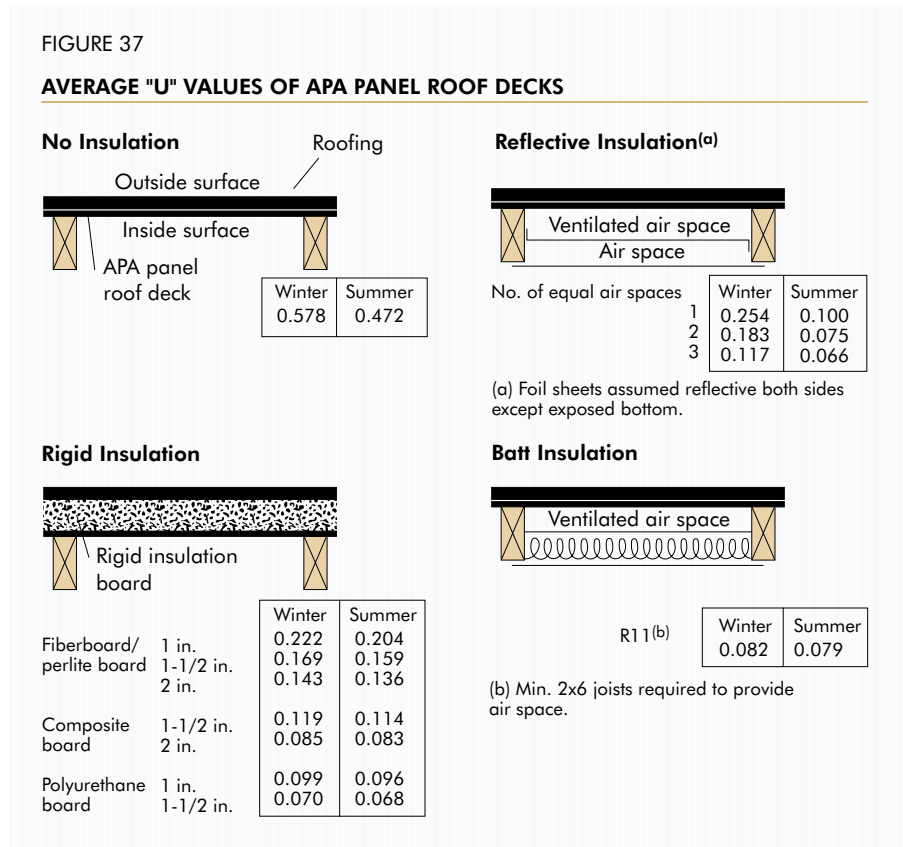 FIGURE 37
AVERAGE "U" VALUES OF APA PANEL ROOF DECKS
No Insulation
Roofing
Outside surface
Inside surface
APA panel
roof deck
Winter Summer
0.578 0.472
Reflective Insulation(a)
Ventilated air space
Air space
No. of equal air spaces Winter Summer
1 0.254 0.100
2 0.183 0.075
3 0.117 0.066
(a) Foil sheets assumed reflective both sides
except exposed bottom.
Rigid Insulation
Rigid insulation
board
Winter Summer
Fiberboard/ 1 in. 0.222 0.204
perlite board 1-1/2 in. 0.169 0.159
2 in. 0.143 0.136
Composite 1-1/2 in. 0.119 0.114
board 2 in. 0.085 0.083
Polyurethane 1 in. 0.099 0.096
board 1-1/2 in. 0.070 0.068
Batt Insulation
Ventilated air space
R11(b) Winter Summer
0.082 0.079
(b) Min. 2x6 joists required to provide
air space.